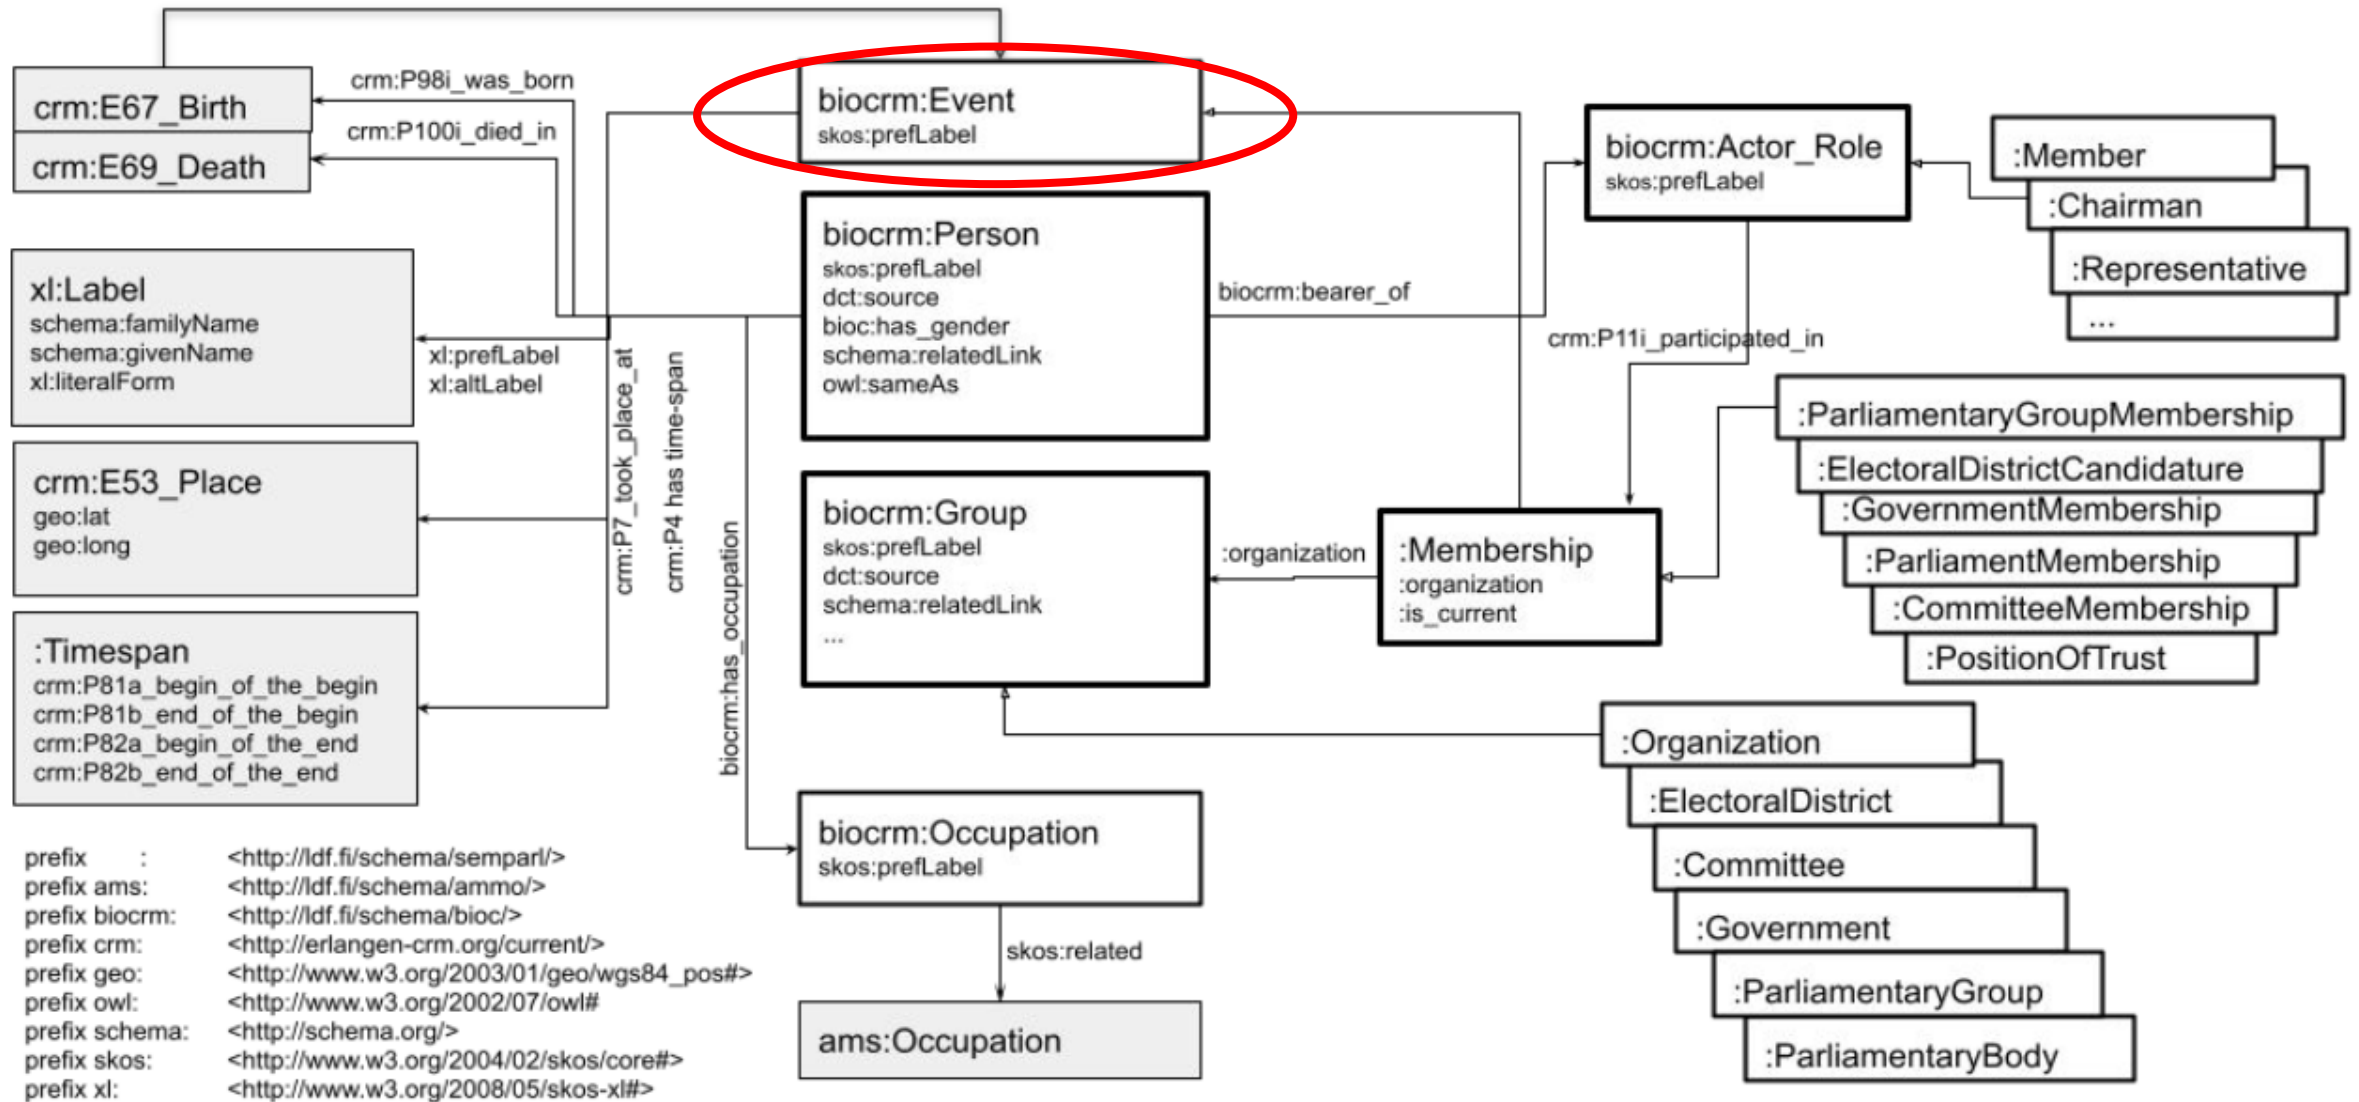 crm:E67_Birth
crm:E69_Death
crm:P98i_was_born
crm:P100i_died_in
biocrm:Event
skos:prefLabel
biocrm:Actor_Role
skos:prefLabel
:Member
:Chairman
:Representative
...
xl:Label
schema:familyName
schema:givenName
xl:literalForm
xl:prefLabel
xl:altLabel
biocrm:Person
skos:prefLabel
dct:source
bioc:has_gender
schema:relatedLink
owl:sameAs
biocrm:bearer_of
crm:P11i_participated_in
crm:E53_Place
geo:lat
geo:long
crm:P7_took_place_at
crm:P4 has time-span
biocrm:has_occupation
biocrm:Group
skos:prefLabel
dct:source
schema:relatedLink
...
:organization
:Membership
:organization
:is_current
:ParliamentaryGroupMembership
:ElectoralDistrictCandidature
:GovernmentMembership
:ParliamentMembership
:CommitteeMembership
:PositionOfTrust
:Timespan
crm:P81a_begin_of_the_begin
crm:P81b_end_of_the_begin
crm:P82a_begin_of_the_end
crm:P82b_end_of_the_end
:Organization
:ElectoralDistrict
:Committee
:Government
:ParliamentaryGroup
:ParliamentaryBody
biocrm:Occupation
skos:prefLabel
skos:related
ams:Occupation
prefix : <http://ldf.fi/schema/semparl/>
prefix ams: <http://ldf.fi/schema/ammo/>
prefix biocrm: <http://ldf.fi/schema/bioc/>
prefix crm: <http://erlangen-crm.org/current/>
prefix geo: <http://www.w3.org/2003/01/geo/wgs84_pos#>
prefix owl: <http://www.w3.org/2002/07/owl#
prefix schema: <http://schema.org/>
prefix skos: <http://www.w3.org/2004/02/skos/core#>
prefix xl: <http://www.w3.org/2008/05/skos-xl#>